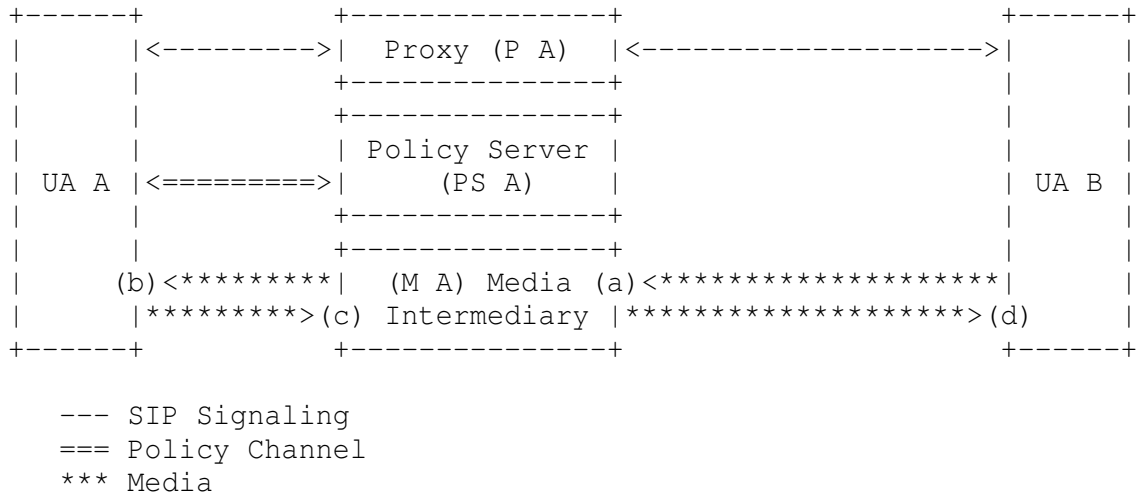 +------+            +---------------+                       +------+
|      |<---------->|  Proxy (P A)  |<--------------------->|      |
|      |            +---------------+                       |      |
|      |            +---------------+                       |      |
|      |            | Policy Server |                       |      |
| UA A |<==========>|    (PS A)     |                       | UA B |
|      |            +---------------+                       |      |
|      |            +---------------+                       |      |
|     (b)<**********|  (M A) Media (a)<*********************|      |
|      |**********>(c) Intermediary |*********************>(d)     |
+------+            +---------------+                       +------+
--- SIP Signaling
=== Policy Channel
*** Media